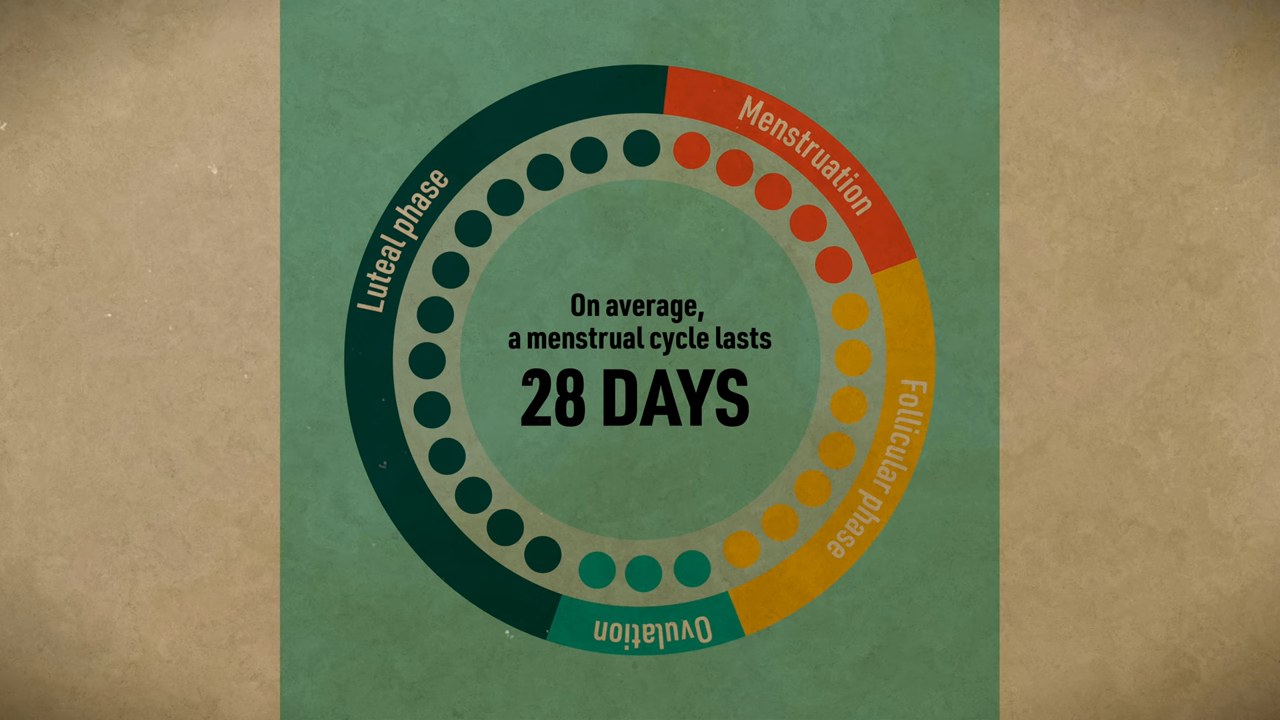 Menstruation
Follicular phase
Ovulation
Luteal phase
On average,
a menstrual cycle lasts
28 DAYS